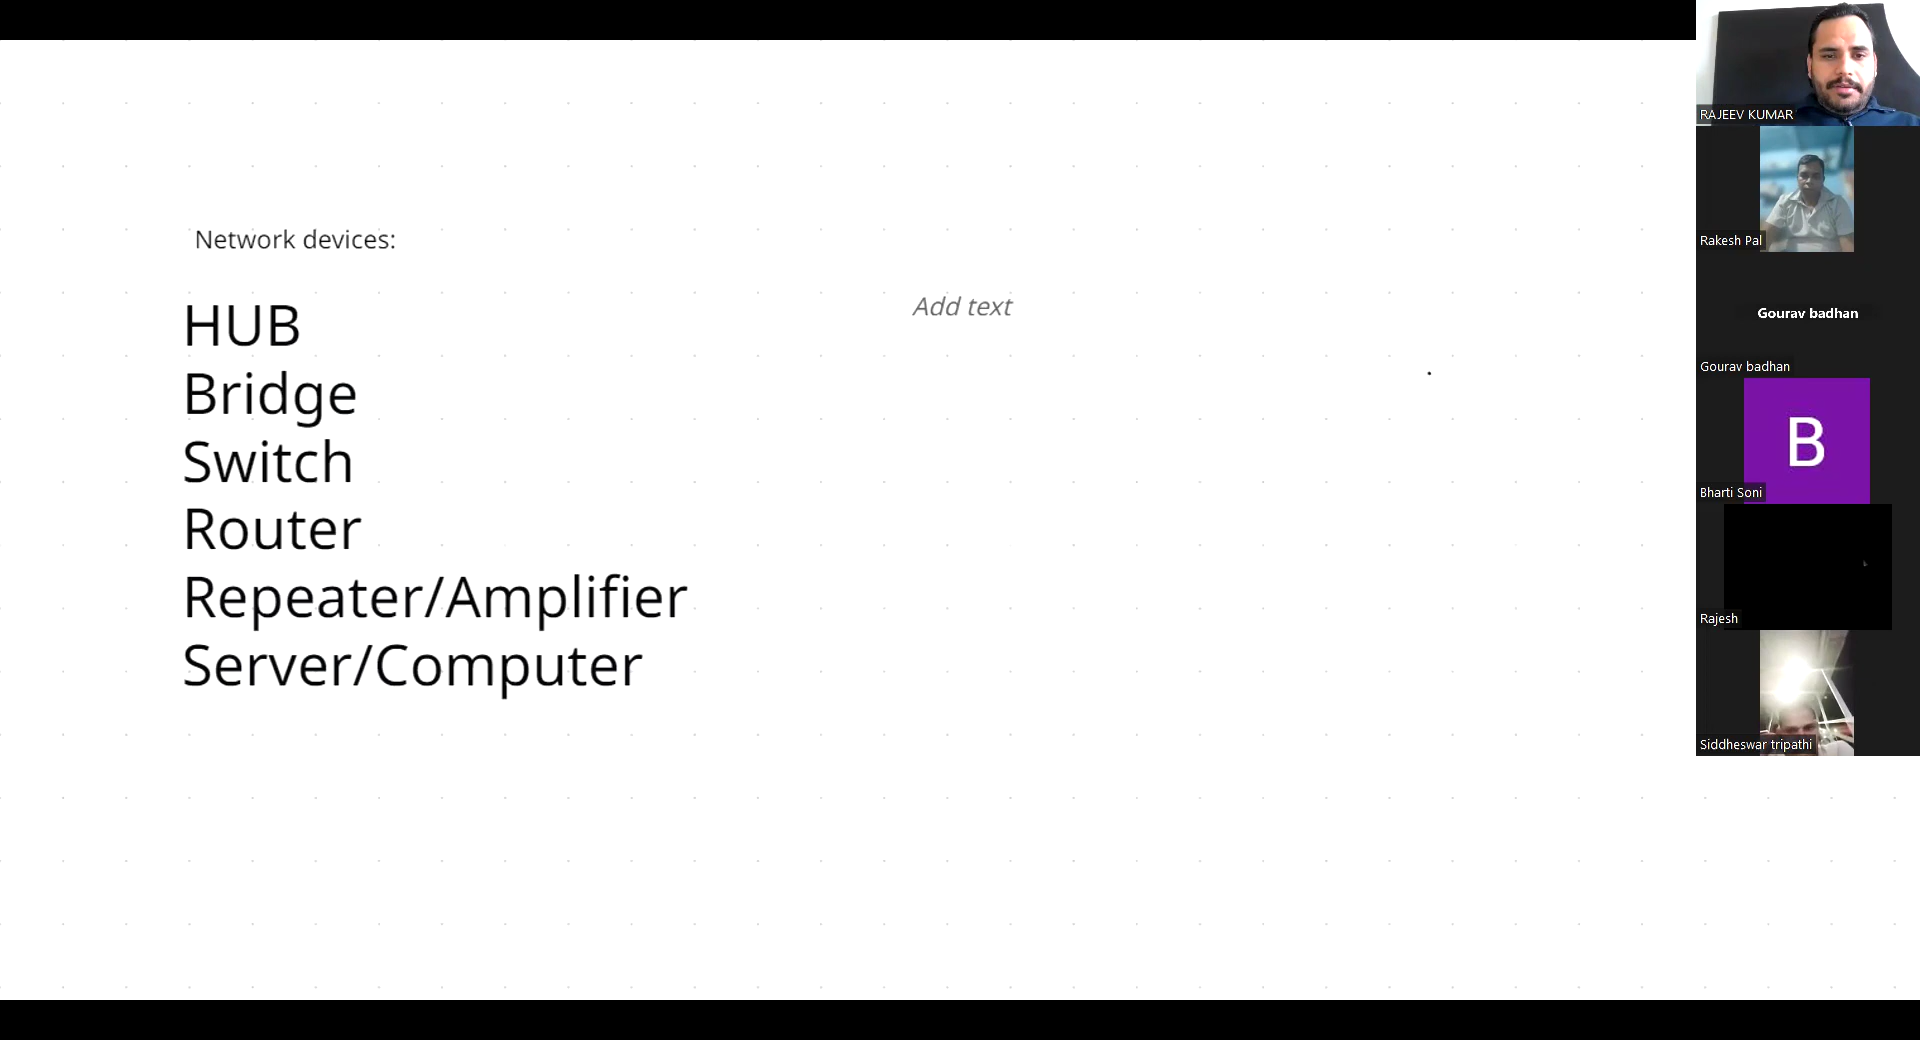 Network devices:
HUB
Bridge
Switch
Router
Repeater/Amplifier
Server/Computer
Add text
RAJEEV KUMAR
Rakesh Pal
Gourav badhan
Gourav badhan
B
Bharti Soni
Rajesh
Siddheswar tripathi